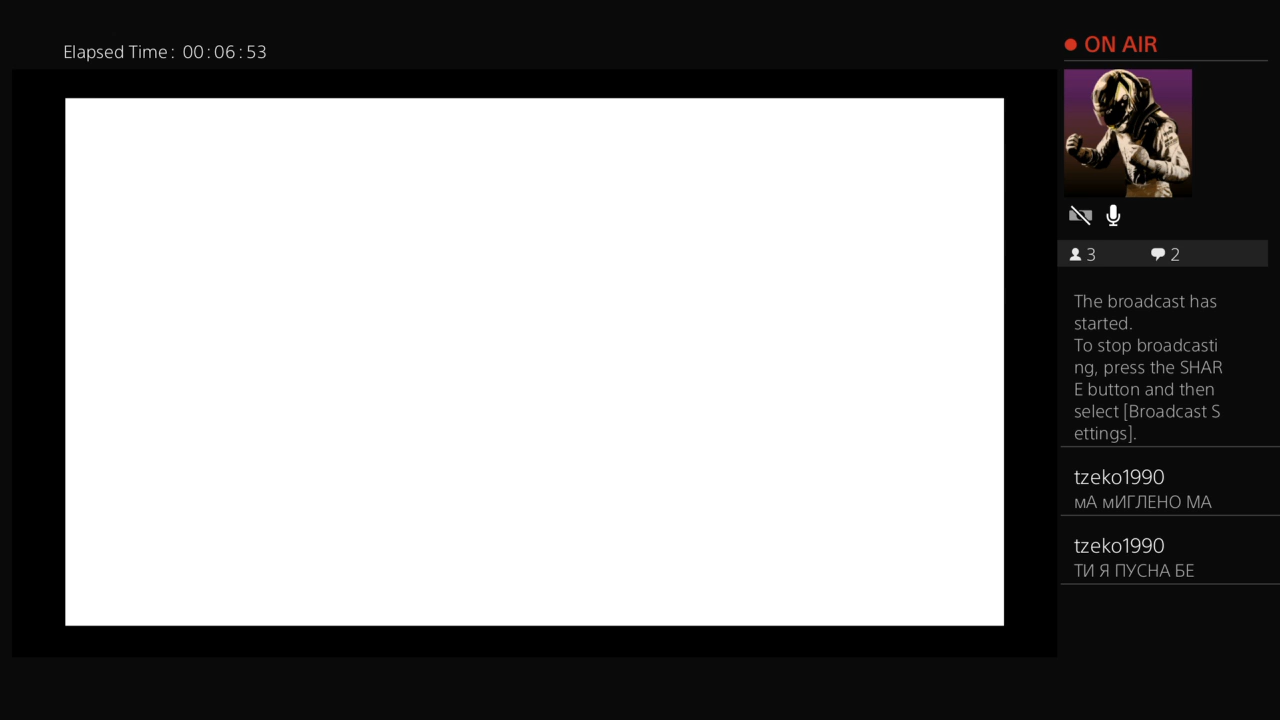 Elapsed Time: 00:06:53
ON AIR
3 2
The broadcast has
started.
To stop broadcasti
ng, press the SHAR
E button and then
select [Broadcast S
ettings].
tzeko1990
мА мИГЛЕНО МА
tzeko1990
ТИ Я ПУСНА БЕ